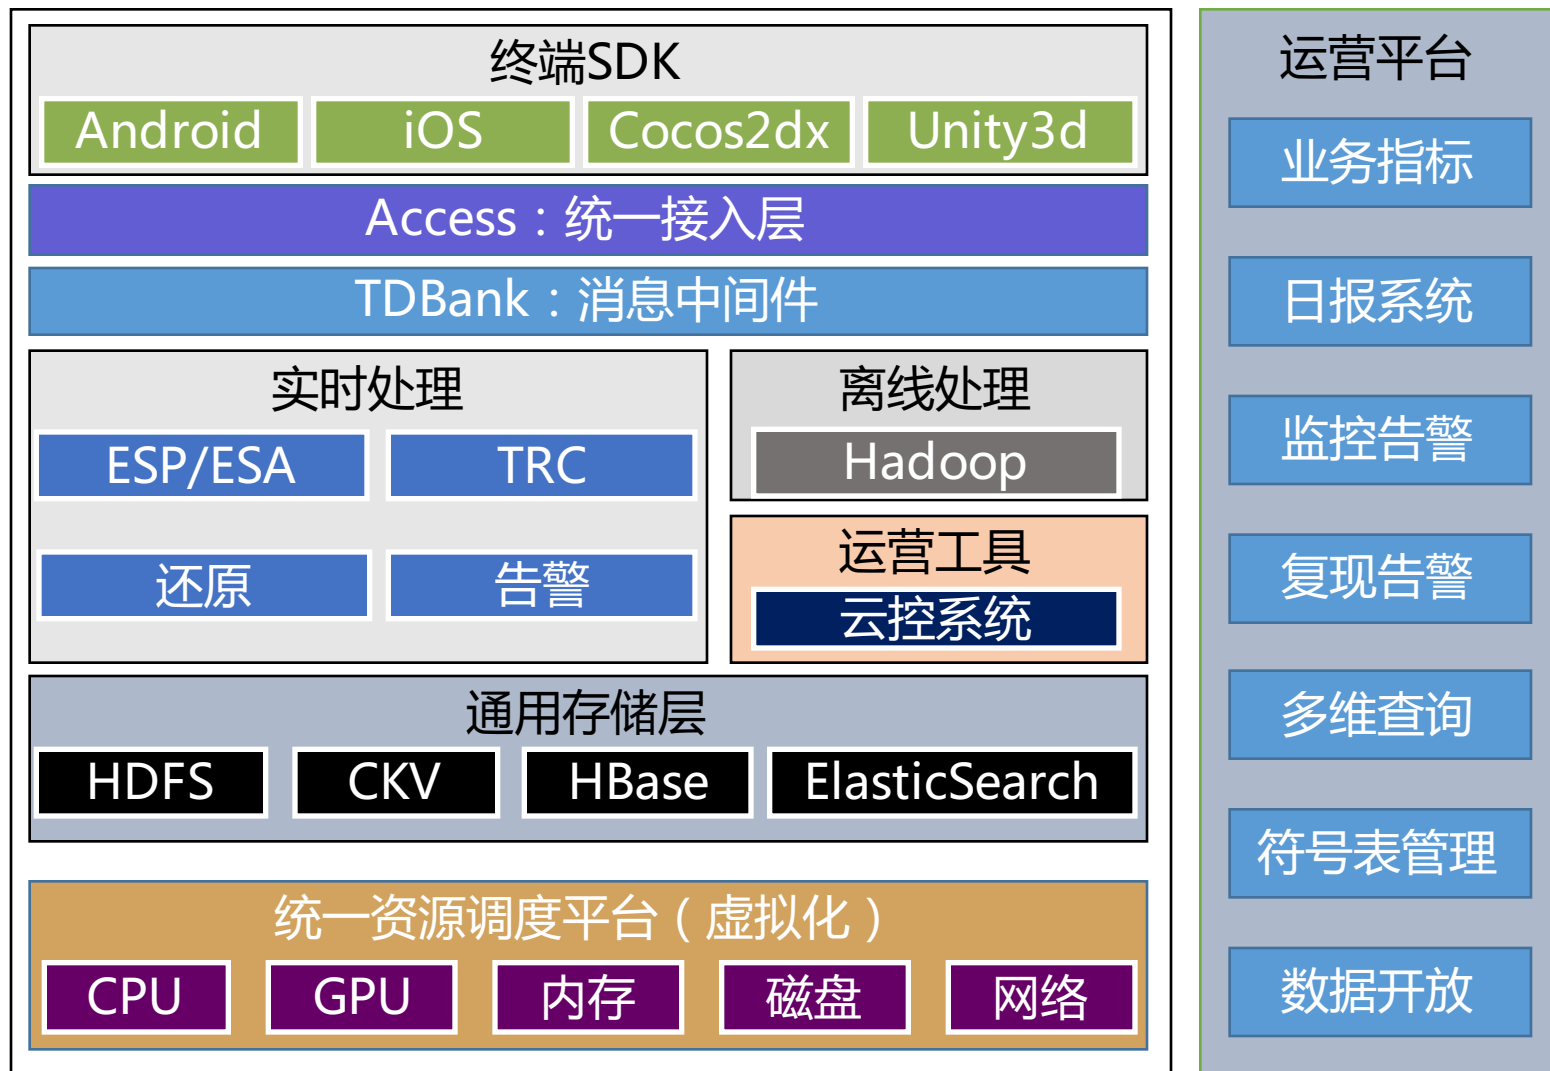 终端SDK
Android
iOS
Cocos2dx
Unity3d
Access：统一接入层
TDBank：消息中间件
实时处理
ESP/ESA
TRC
还原
告警
离线处理
Hadoop
运营工具
云控系统
通用存储层
HDFS
CKV
HBase
ElasticSearch
统一资源调度平台（虚拟化）
CPU
GPU
内存
磁盘
网络
运营平台
业务指标
日报系统
监控告警
复现告警
多维查询
符号表管理
数据开放